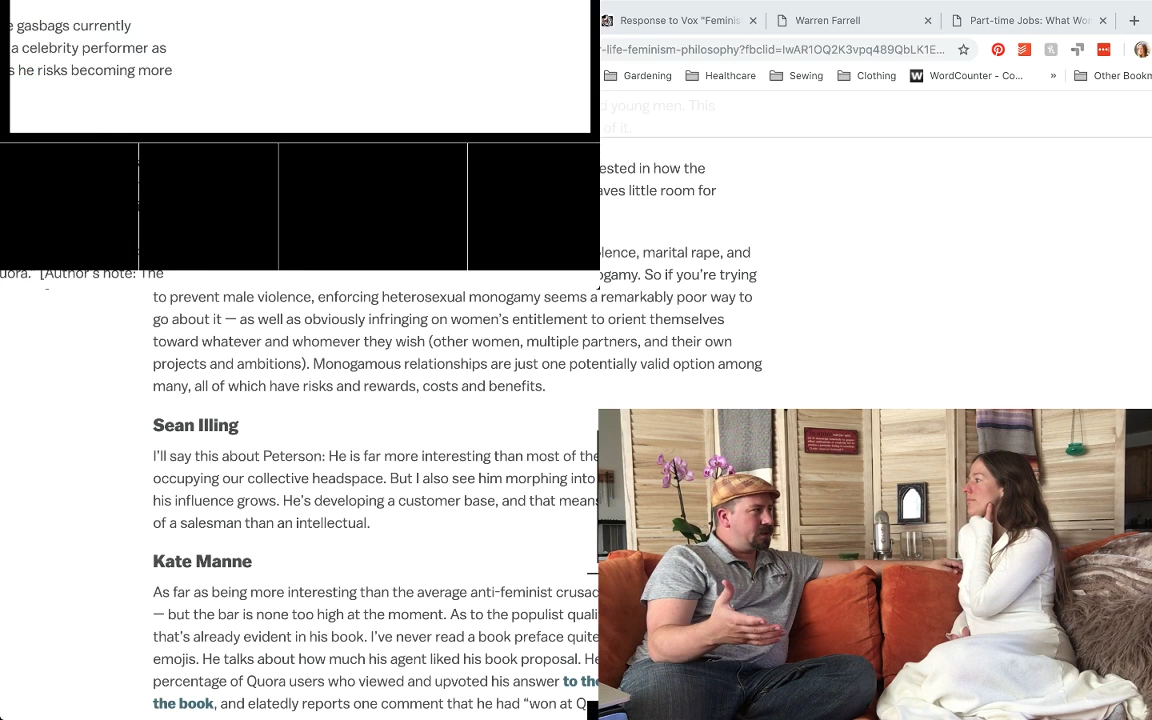 e gasbags currently
a celebrity performer as
s he risks becoming more
Response to Vox "Feminis
Warren Farrell
Part-time Jobs: What Wo
r-life-feminism-philosophy?fbclid=IwAR1OQ2K3vpq489QbLK1E...
Gardening
Healthcare
Sewing
Clothing
W
WordCounter - Co...
»
Other Bookm
d young men. This
of it.
ested in how the
aves little room for
lence, marital rape, and
uora." [Author's note: The
ogamy. So if you're trying
to prevent male violence, enforcing heterosexual monogamy seems a remarkably poor way to
go about it — as well as obviously infringing on women's entitlement to orient themselves
toward whatever and whomever they wish (other women, multiple partners, and their own
projects and ambitions). Monogamous relationships are just one potentially valid option among
many, all of which have risks and rewards, costs and benefits.
Sean Illing
I'll say this about Peterson: He is far more interesting than most of the
occupying our collective headspace. But I also see him morphing into
his influence grows. He's developing a customer base, and that means
of a salesman than an intellectual.
Kate Manne
As far as being more interesting than the average anti-feminist crusad
— but the bar is none too high at the moment. As to the populist quali
that's already evident in his book. I've never read a book preface quite
emojis. He talks about how much his agent liked his book proposal. He
percentage of Quora users who viewed and upvoted his answer to the
the book, and elatedly reports one comment that he had "won at Q